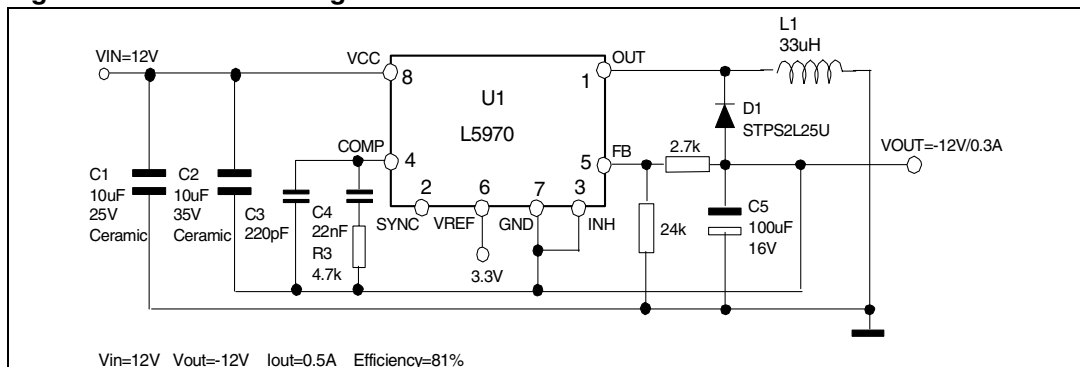 VIN=12V
VCC
8
U1
L5970
1
OUT
L1
33uH
D1
STPS2L25U
COMP
4
5
FB
2.7k
VOUT=-12V/0.3A
C1
10uF
25V
Ceramic
C2
10uF
35V
Ceramic
C3
220pF
C4
22nF
R3
4.7k
2
6
7
3
SYNC
VREF
GND
INH
3.3V
24k
C5
100uF
16V
Vin=12V Vout=-12V Iout=0.5A Efficiency=81%